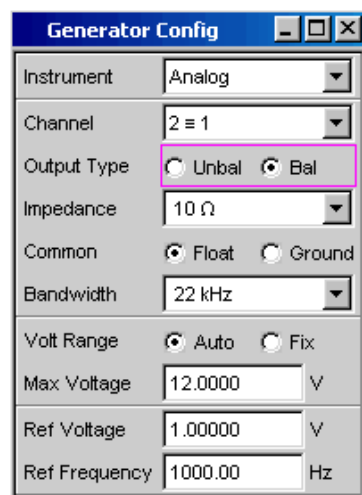 Generator Config
Instrument Analog
Channel 2 ≡ 1
Output Type Unbal Bal
Impedance 10 Ω
Common Float Ground
Bandwidth 22 kHz
Volt Range Auto Fix
Max Voltage 12.0000 V
Ref Voltage 1.00000 V
Ref Frequency 1000.00 Hz